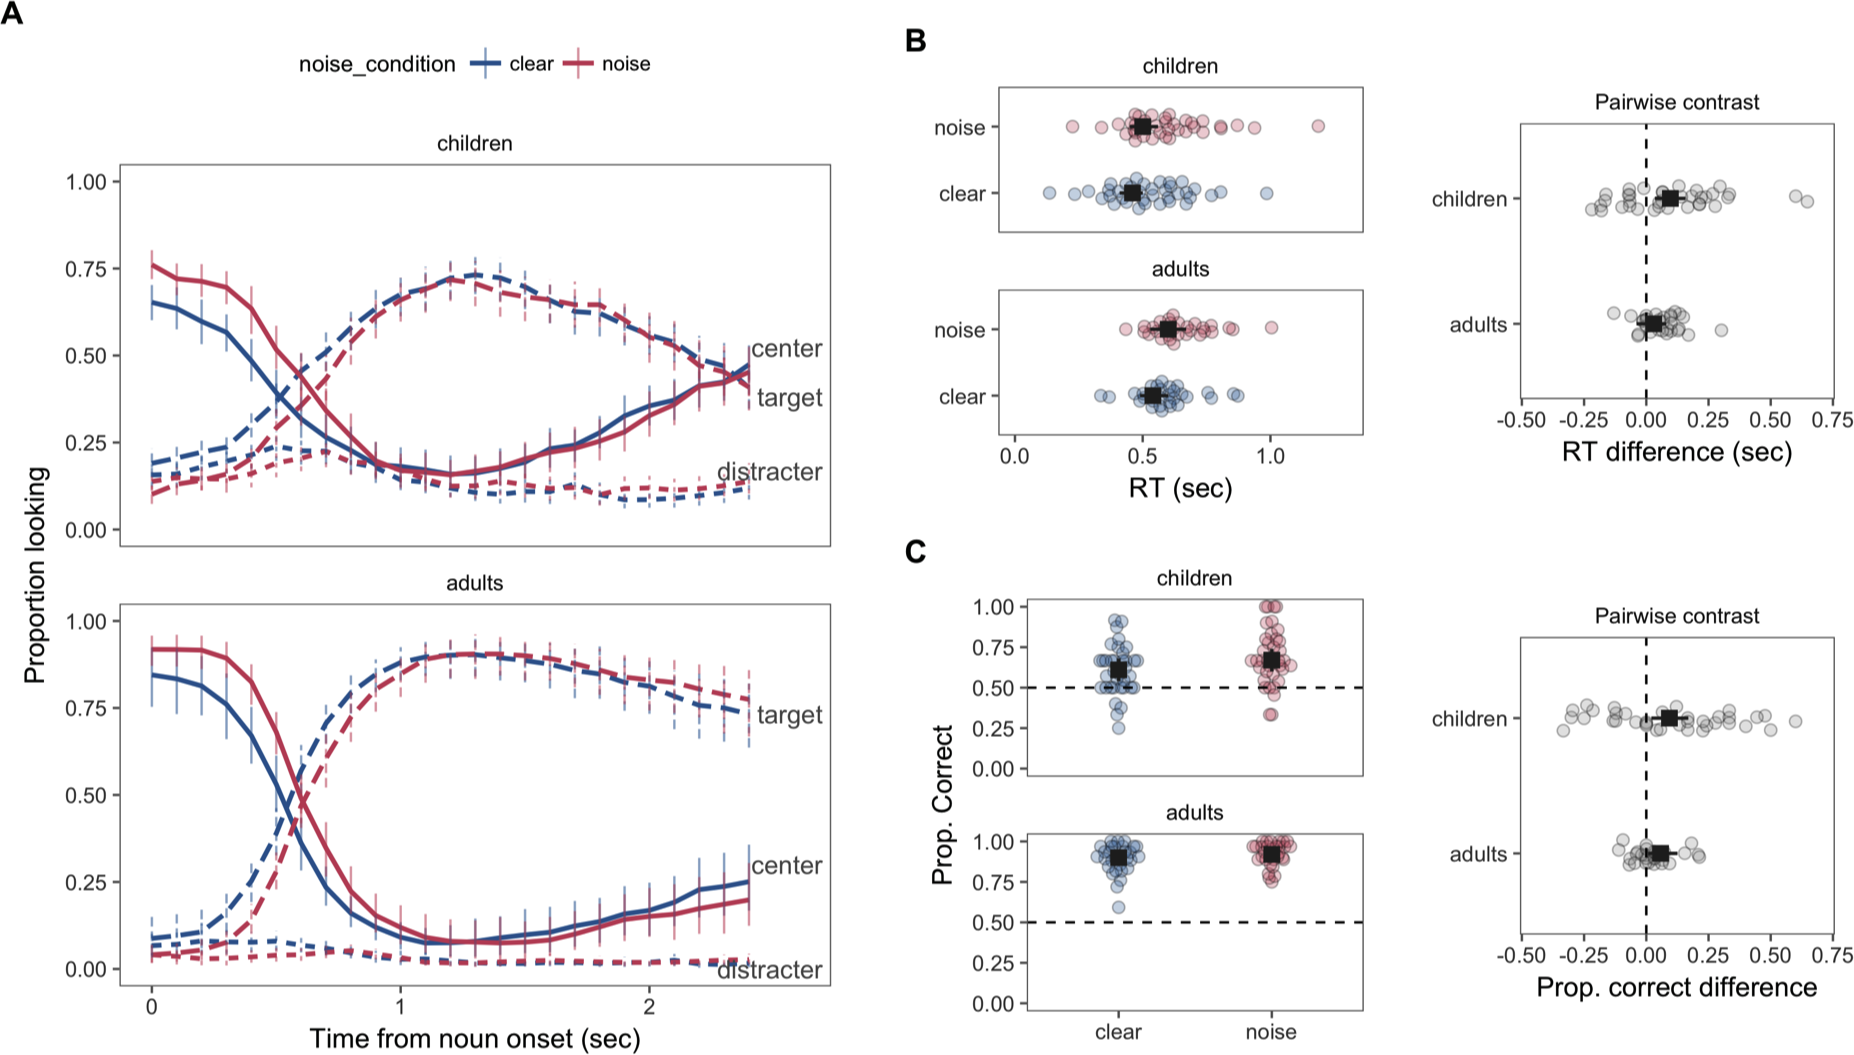 A
noise_condition clear noise
children
1.00
0.75
0.50
0.25
0.00
center
target
distracter
Proportion looking
adults
1.00
0.75
0.50
0.25
0.00
target
center
distracter
0 1 2
Time from noun onset (sec)
B
children
noise
clear
adults
noise
clear
0.0 0.5 1.0
RT (sec)
Pairwise contrast
children
adults
-0.50 -0.25 0.00 0.25 0.50 0.75
RT difference (sec)
C
children
1.00
0.75
0.50
0.25
0.00
Prop. Correct
adults
1.00
0.75
0.50
0.25
0.00
clear noise
Pairwise contrast
children
adults
-0.50 -0.25 0.00 0.25 0.50 0.75
Prop. correct difference